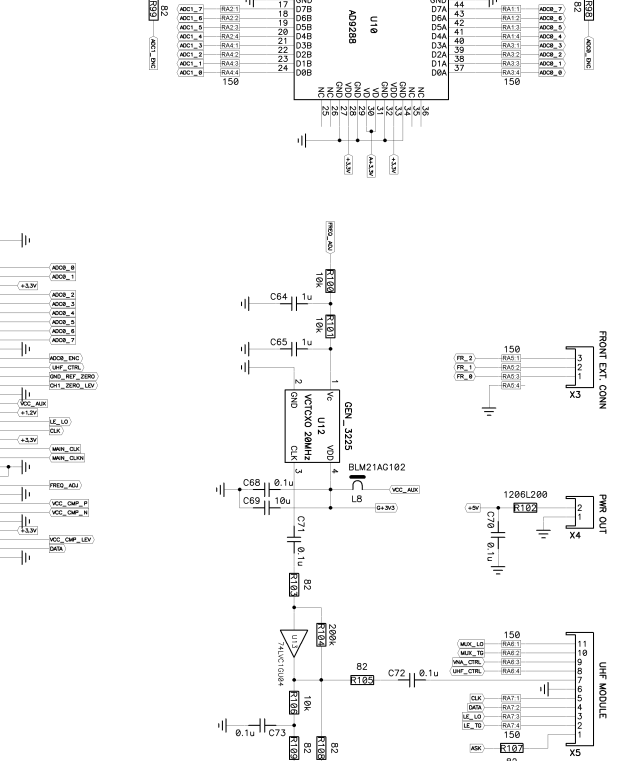 R99
82
ADC1_ENC
ADC1_7
ADC1_6
ADC1_5
ADC1_4
ADC1_3
ADC1_2
ADC1_1
ADC1_0
RA2:1
RA2:2
RA2:3
RA2:4
RA4:1
RA4:2
RA4:3
RA4:4
150
17
18
19
20
21
22
23
24
GND
D7B
D6B
D5B
D4B
D3B
D2B
D1B
D0B
AD9288
U10
GND
D7A
D6A
D5A
D4A
D3A
D2A
D1A
D0A
44
43
42
41
40
39
38
37
RA1:1
RA1:2
RA1:3
RA1:4
RA3:1
RA3:2
RA3:3
RA3:4
150
ADC0_7
ADC0_6
ADC0_5
ADC0_4
ADC0_3
ADC0_2
ADC0_1
ADC0_0
82
R98
ADC0_ENC
NC
NC
GND
VDD
GND
VD
VD
GND
VDD
GND
NC
NC
25
26
27
28
29
30
31
32
33
34
35
36
+3.3V
A+3.3V
+3.3V
ADC0_0
ADC0_1
+3.3V
ADC0_2
ADC0_3
ADC0_4
ADC0_5
ADC0_6
ADC0_7
ADC0_ENC
UHF_CTRL
GND_REF_ZERO
CH1_ZERO_LEV
VCC_AUX
+1.2V
LE_LO
CLK
+3.3V
MAIN_CLK
MAIN_CLKN
FREQ_ADJ
VCC_CMP_P
VCC_CMP_N
+3.3V
VCC_CMP_LEV
DATA
FREQ_ADJ
R100
10k
C64
1u
R101
10k
C65
1u
2
1
GND
Vc
VCTCXO 20MHz
U12
GEN_3225
CLK
VDD
3
4
BLM21AG102
L8
VCC_AUX
G+3V3
C68
0.1u
C69
10u
C71
0.1u
R103
82
U13
74LVC1GU04
R104
200k
82
R105
C72
0.1u
R106
10k
0.1u
C73
R109
82
R108
82
FRONT EXT. CONN
150
FR_2
FR_1
FR_0
RA5:1
RA5:2
RA5:3
RA5:4
3
2
1
X3
PWR OUT
1206L200
+5V
R102
2
1
X4
C70
0.1u
UHF MODULE
150
MUX_LO
MUX_TG
VNA_CTRL
UHF_CTRL
RA6:1
RA6:2
RA6:3
RA6:4
11
10
9
8
7
6
5
4
3
2
1
CLK
DATA
LE_LO
LE_TG
RA7:1
RA7:2
RA7:3
RA7:4
150
ASK
R107
X5